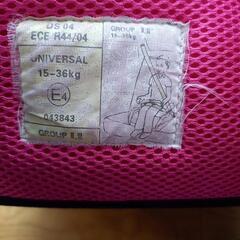 DS 04
ECE R44/04
UNIVERSAL
15-36kg
E4
043843
GROUP II,III
GROUP II,III
15-36kg